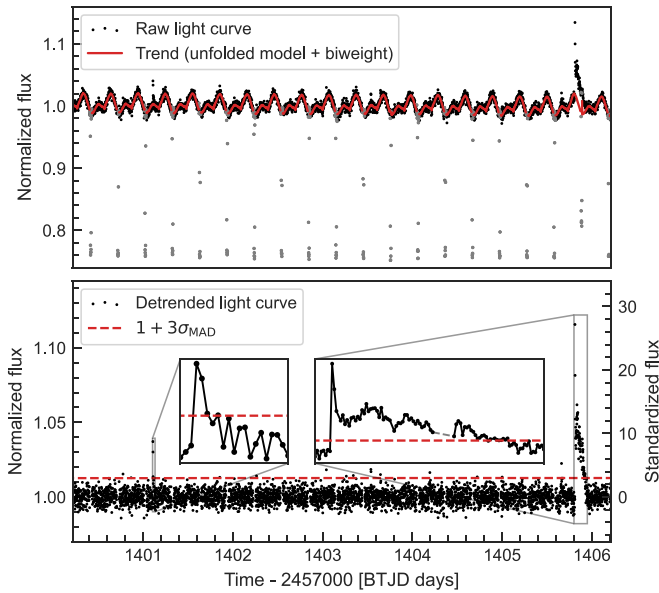 Raw light curve
Trend (unfolded model + biweight)
Normalized flux
1.1
1.0
0.9
0.8
Detrended light curve
1 + 3σMAD
Normalized flux
1.10
1.05
1.00
Standardized flux
30
20
10
0
1401
1402
1403
1404
1405
1406
Time - 2457000 [BTJD days]